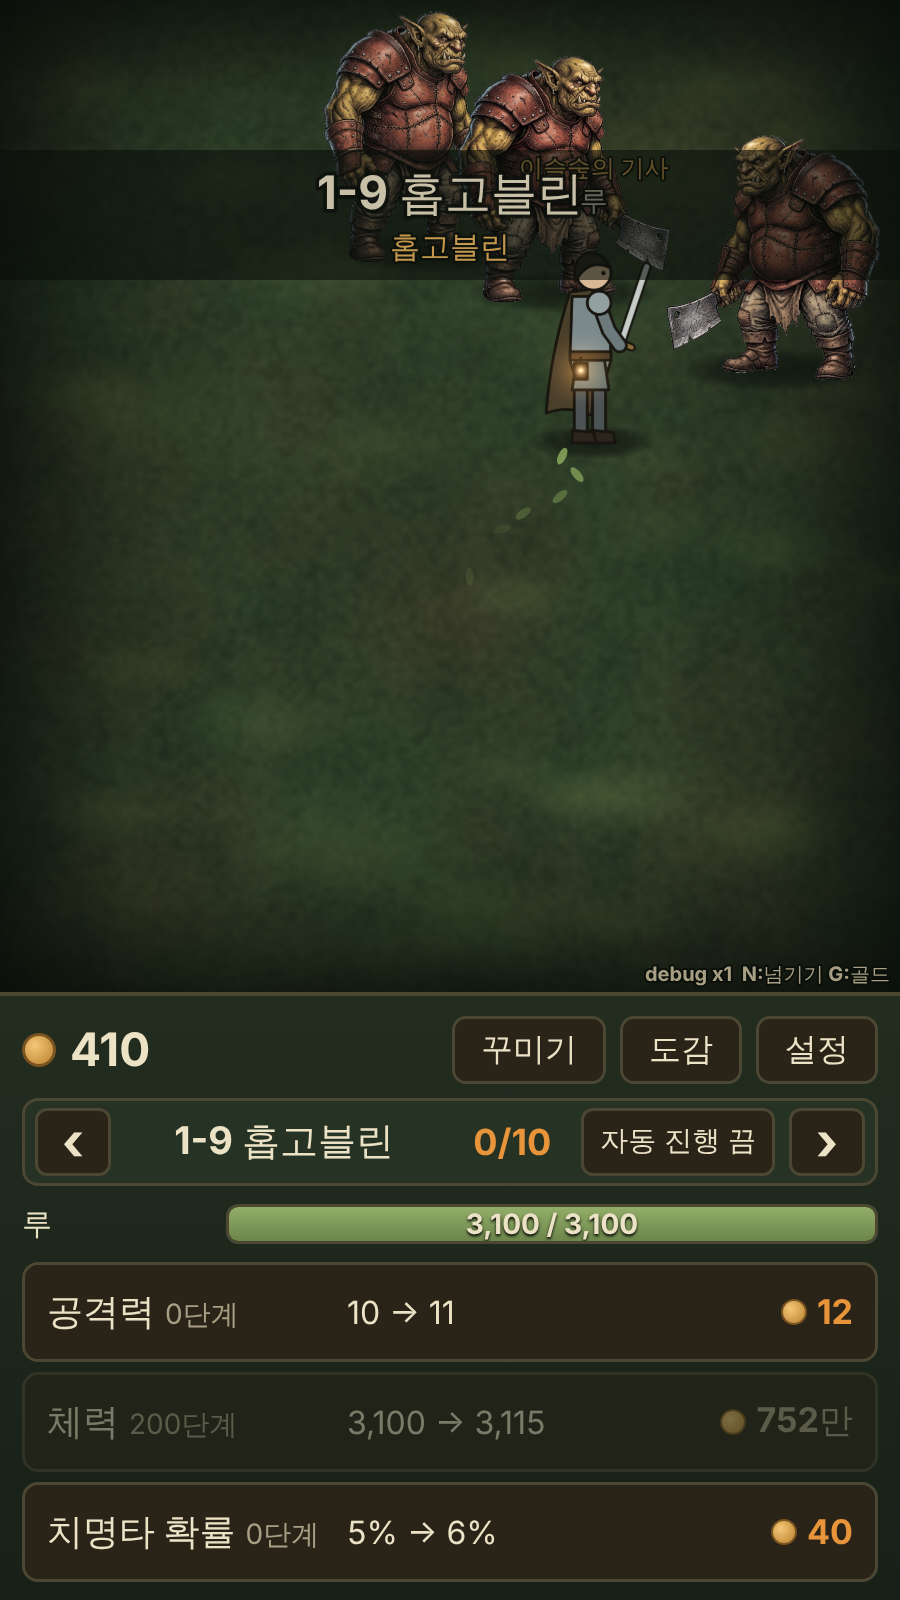 이슬숲의 기사
1-9 홉고블린
루
홉고블린
debug x1 N:넘기기 G:골드
410
꾸미기
도감
설정
‹
1-9 홉고블린
0/10
자동 진행 끔
›
루
3,100 / 3,100
공격력 0단계 10 → 11 12
체력 200단계 3,100 → 3,115 752만
치명타 확률 0단계 5% → 6% 40